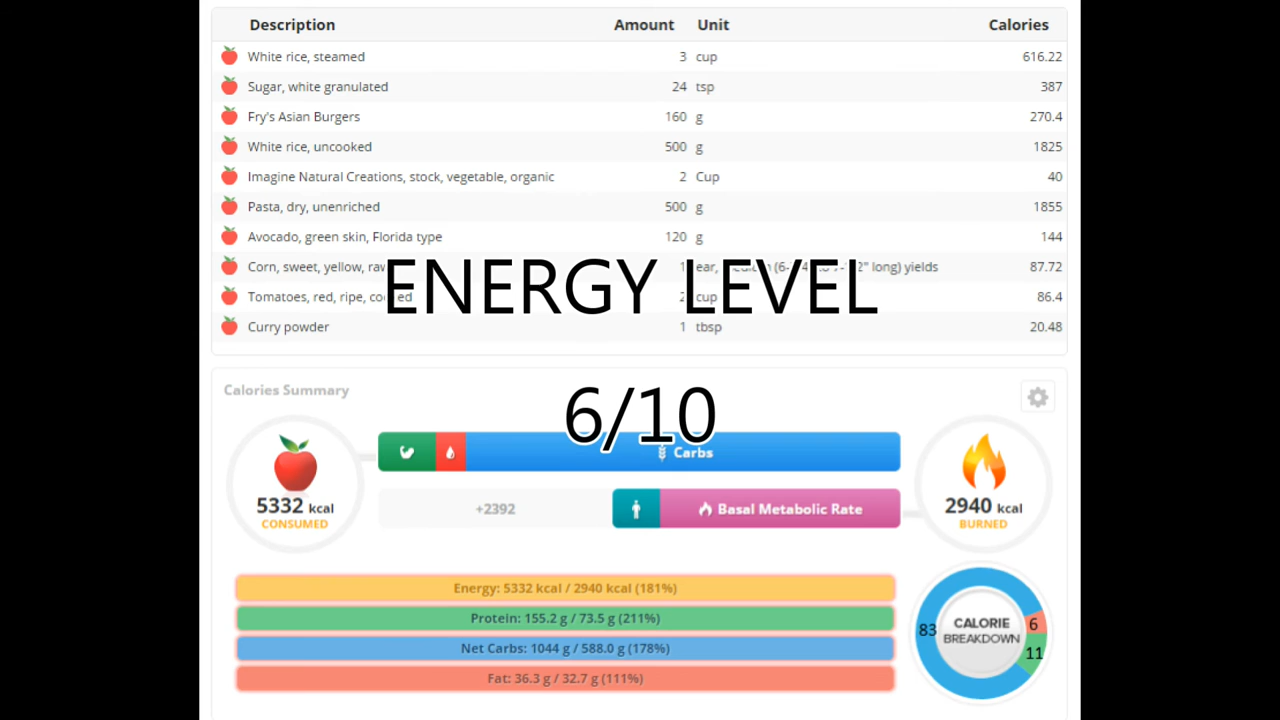 Description Amount Unit Calories
White rice, steamed 3 cup 616.22
Sugar, white granulated 24 tsp 387
Fry's Asian Burgers 160 g 270.4
White rice, uncooked 500 g 1825
Imagine Natural Creations, stock, vegetable, organic 2 Cup 40
Pasta, dry, unenriched 500 g 1855
Avocado, green skin, Florida type 120 g 144
Corn, sweet, yellow, 1 ear, long) yields 87.72
ENERGY LEVEL
Tomatoes, red, ripe, 2 cup 86.4
Curry powder 1 tbsp 20.48
Calories Summary
6/10
Carbs
5332 kcal
CONSUMED
+2392
Basal Metabolic Rate
2940 kcal
BURNED
Energy: 5332 kcal / 2940 kcal (181%)
Protein: 155.2 g / 73.5 g (211%)
Net Carbs: 1044 g / 588.0 g (178%)
Fat: 36.3 g / 32.7 g (111%)
83
CALORIE
BREAKDOWN
6
11